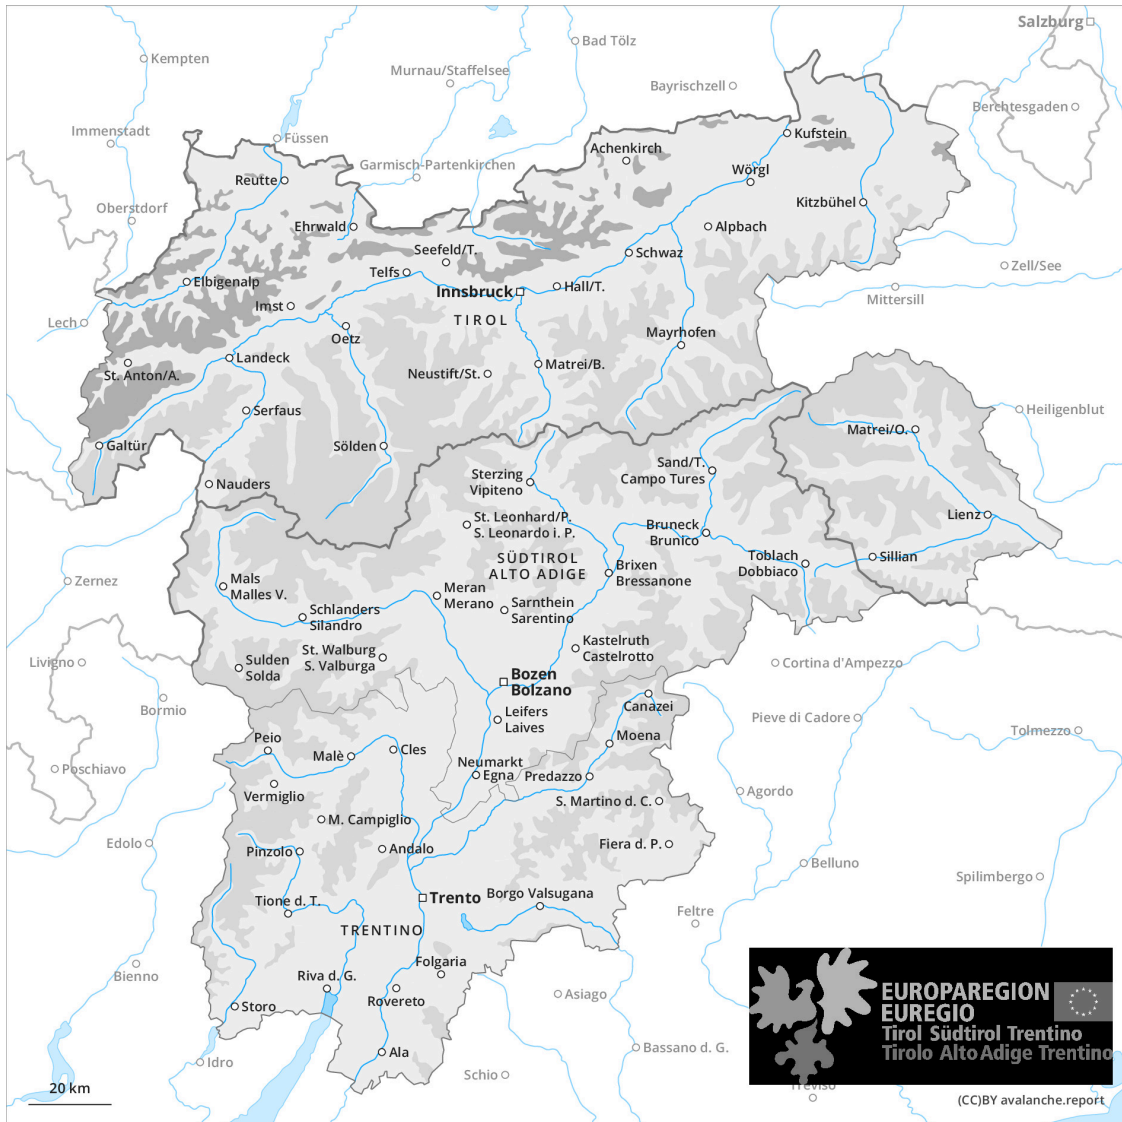 Salzburg
Bad Tölz
Kempten
Murnau/Staffelsee
Bayrischzell
Berchtesgaden
Immenstadt
Füssen
Kufstein
Achenkirch
Garmisch-Partenkirchen
Wörgl
Reutte
Kitzbühel
Oberstdorf
Ehrwald
Alpbach
Seefeld/T.
Schwaz
Telfs
Zell/See
Elbigenalp
Hall/T.
Innsbruck
Mittersill
Imst
TIROL
Lech
Oetz
Mayrhofen
Landeck
Matrei/B.
St. Anton/A.
Neustift/St.
Serfaus
Heiligenblut
Matrei/O.
Galtür
Sölden
Sand/T.
Campo Tures
Sterzing
Vipiteno
Nauders
Lienz
St. Leonhard/P.
S. Leonardo i. P.
Bruneck
Brunico
SÜDTIROL
ALTO ADIGE
Toblach
Dobbiaco
Sillian
Brixen
Bressanone
Zernez
Mals
Malles V.
Meran
Merano
Sarnthein
Sarentino
Schlanders
Silandro
Kastelruth
Castelrotto
St. Walburg
S. Valburga
Livigno
Sulden
Solda
Cortina d'Ampezzo
Bozen
Bolzano
Bormio
Canazei
Leifers
Laives
Pieve di Cadore
Tolmezzo
Peio
Moena
Cles
Malè
Neumarkt
Egna
Poschiavo
Predazzo
Vermiglio
Agordo
S. Martino d. C.
M. Campiglio
Edolo
Fiera d. P.
Pinzolo
Andalo
Belluno
Spilimbergo
Borgo Valsugana
Trento
Tione d. T.
Feltre
TRENTINO
Folgaria
Bienno
Riva d. G.
EUROPAREGION
EUREGIO
Tirol Südtirol Trentino
Tirolo Alto Adige Trentino
Asiago
Rovereto
Storo
Bassano d. G.
Ala
Idro
Schio
Treviso
20 km
(CC)BY avalanche.report